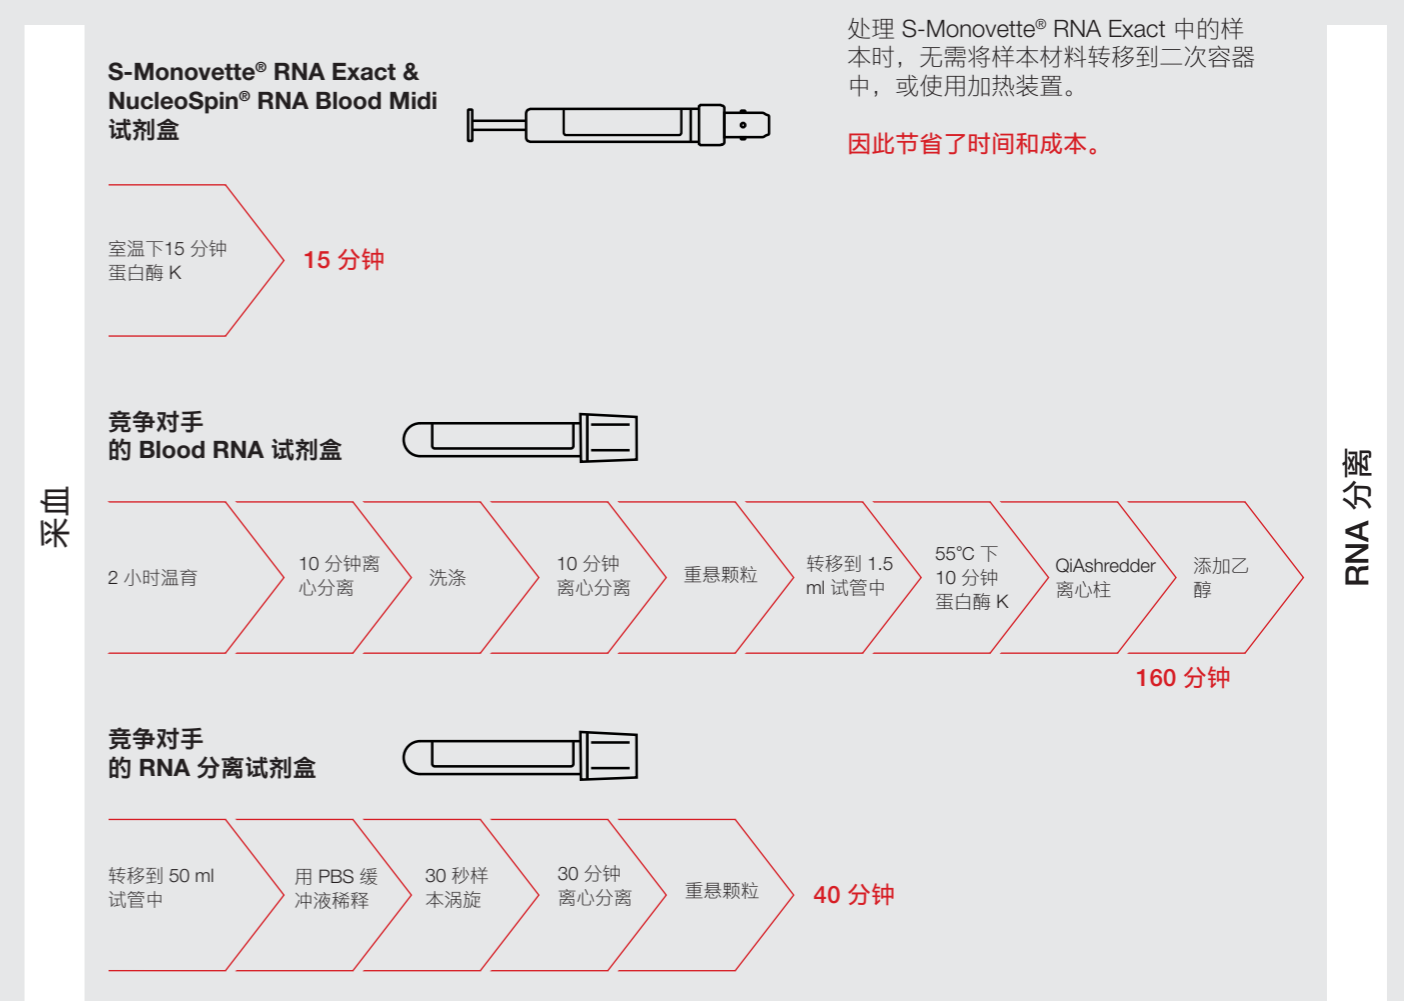 采血
S-Monovette® RNA Exact &
NucleoSpin® RNA Blood Midi
试剂盒
处理 S-Monovette® RNA Exact 中的样
本时，无需将样本材料转移到二次容器
中，或使用加热装置。
因此节省了时间和成本。
室温下15 分钟
蛋白酶 K
15 分钟
竞争对手
的 Blood RNA 试剂盒
2 小时温育
10 分钟离
心分离
洗涤
10 分钟
离心分离
重悬颗粒
转移到 1.5
ml 试管中
55°C 下
10 分钟
蛋白酶 K
QiAshredder
离心柱
添加乙
醇
160 分钟
竞争对手
的 RNA 分离试剂盒
转移到 50 ml
试管中
用 PBS 缓
冲液稀释
30 秒样
本涡旋
30 分钟
离心分离
重悬颗粒
40 分钟
RNA 分离